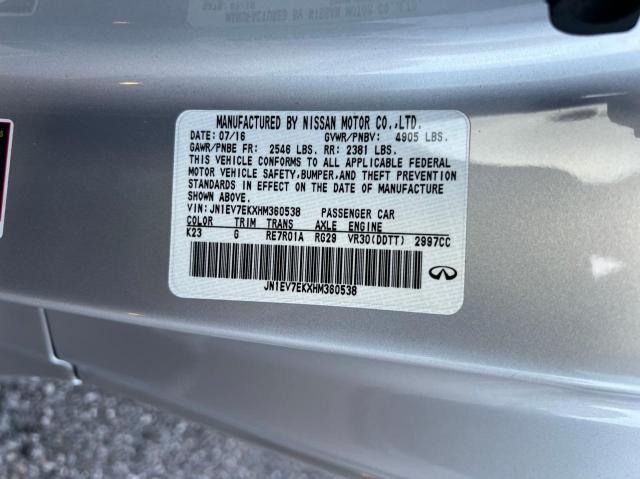 MANUFACTURED BY NISSAN MOTOR CO.,LTD.
DATE: 07/16 GVWR/PNBV: 4905 LBS.
GAWR/PNBE FR: 2546 LBS. RR: 2381 LBS.
THIS VEHICLE CONFORMS TO ALL APPLICABLE FEDERAL
MOTOR VEHICLE SAFETY, BUMPER, AND THEFT PREVENTION
STANDARDS IN EFFECT ON THE DATE OF MANUFACTURE
SHOWN ABOVE.
VIN: JN1EV7EKXHM360538 PASSENGER CAR
COLOR TRIM TRANS AXLE ENGINE
K23 G RE7R01A RG29 VR30(DDTT) 2997CC
JN1EV7EKXHM360538